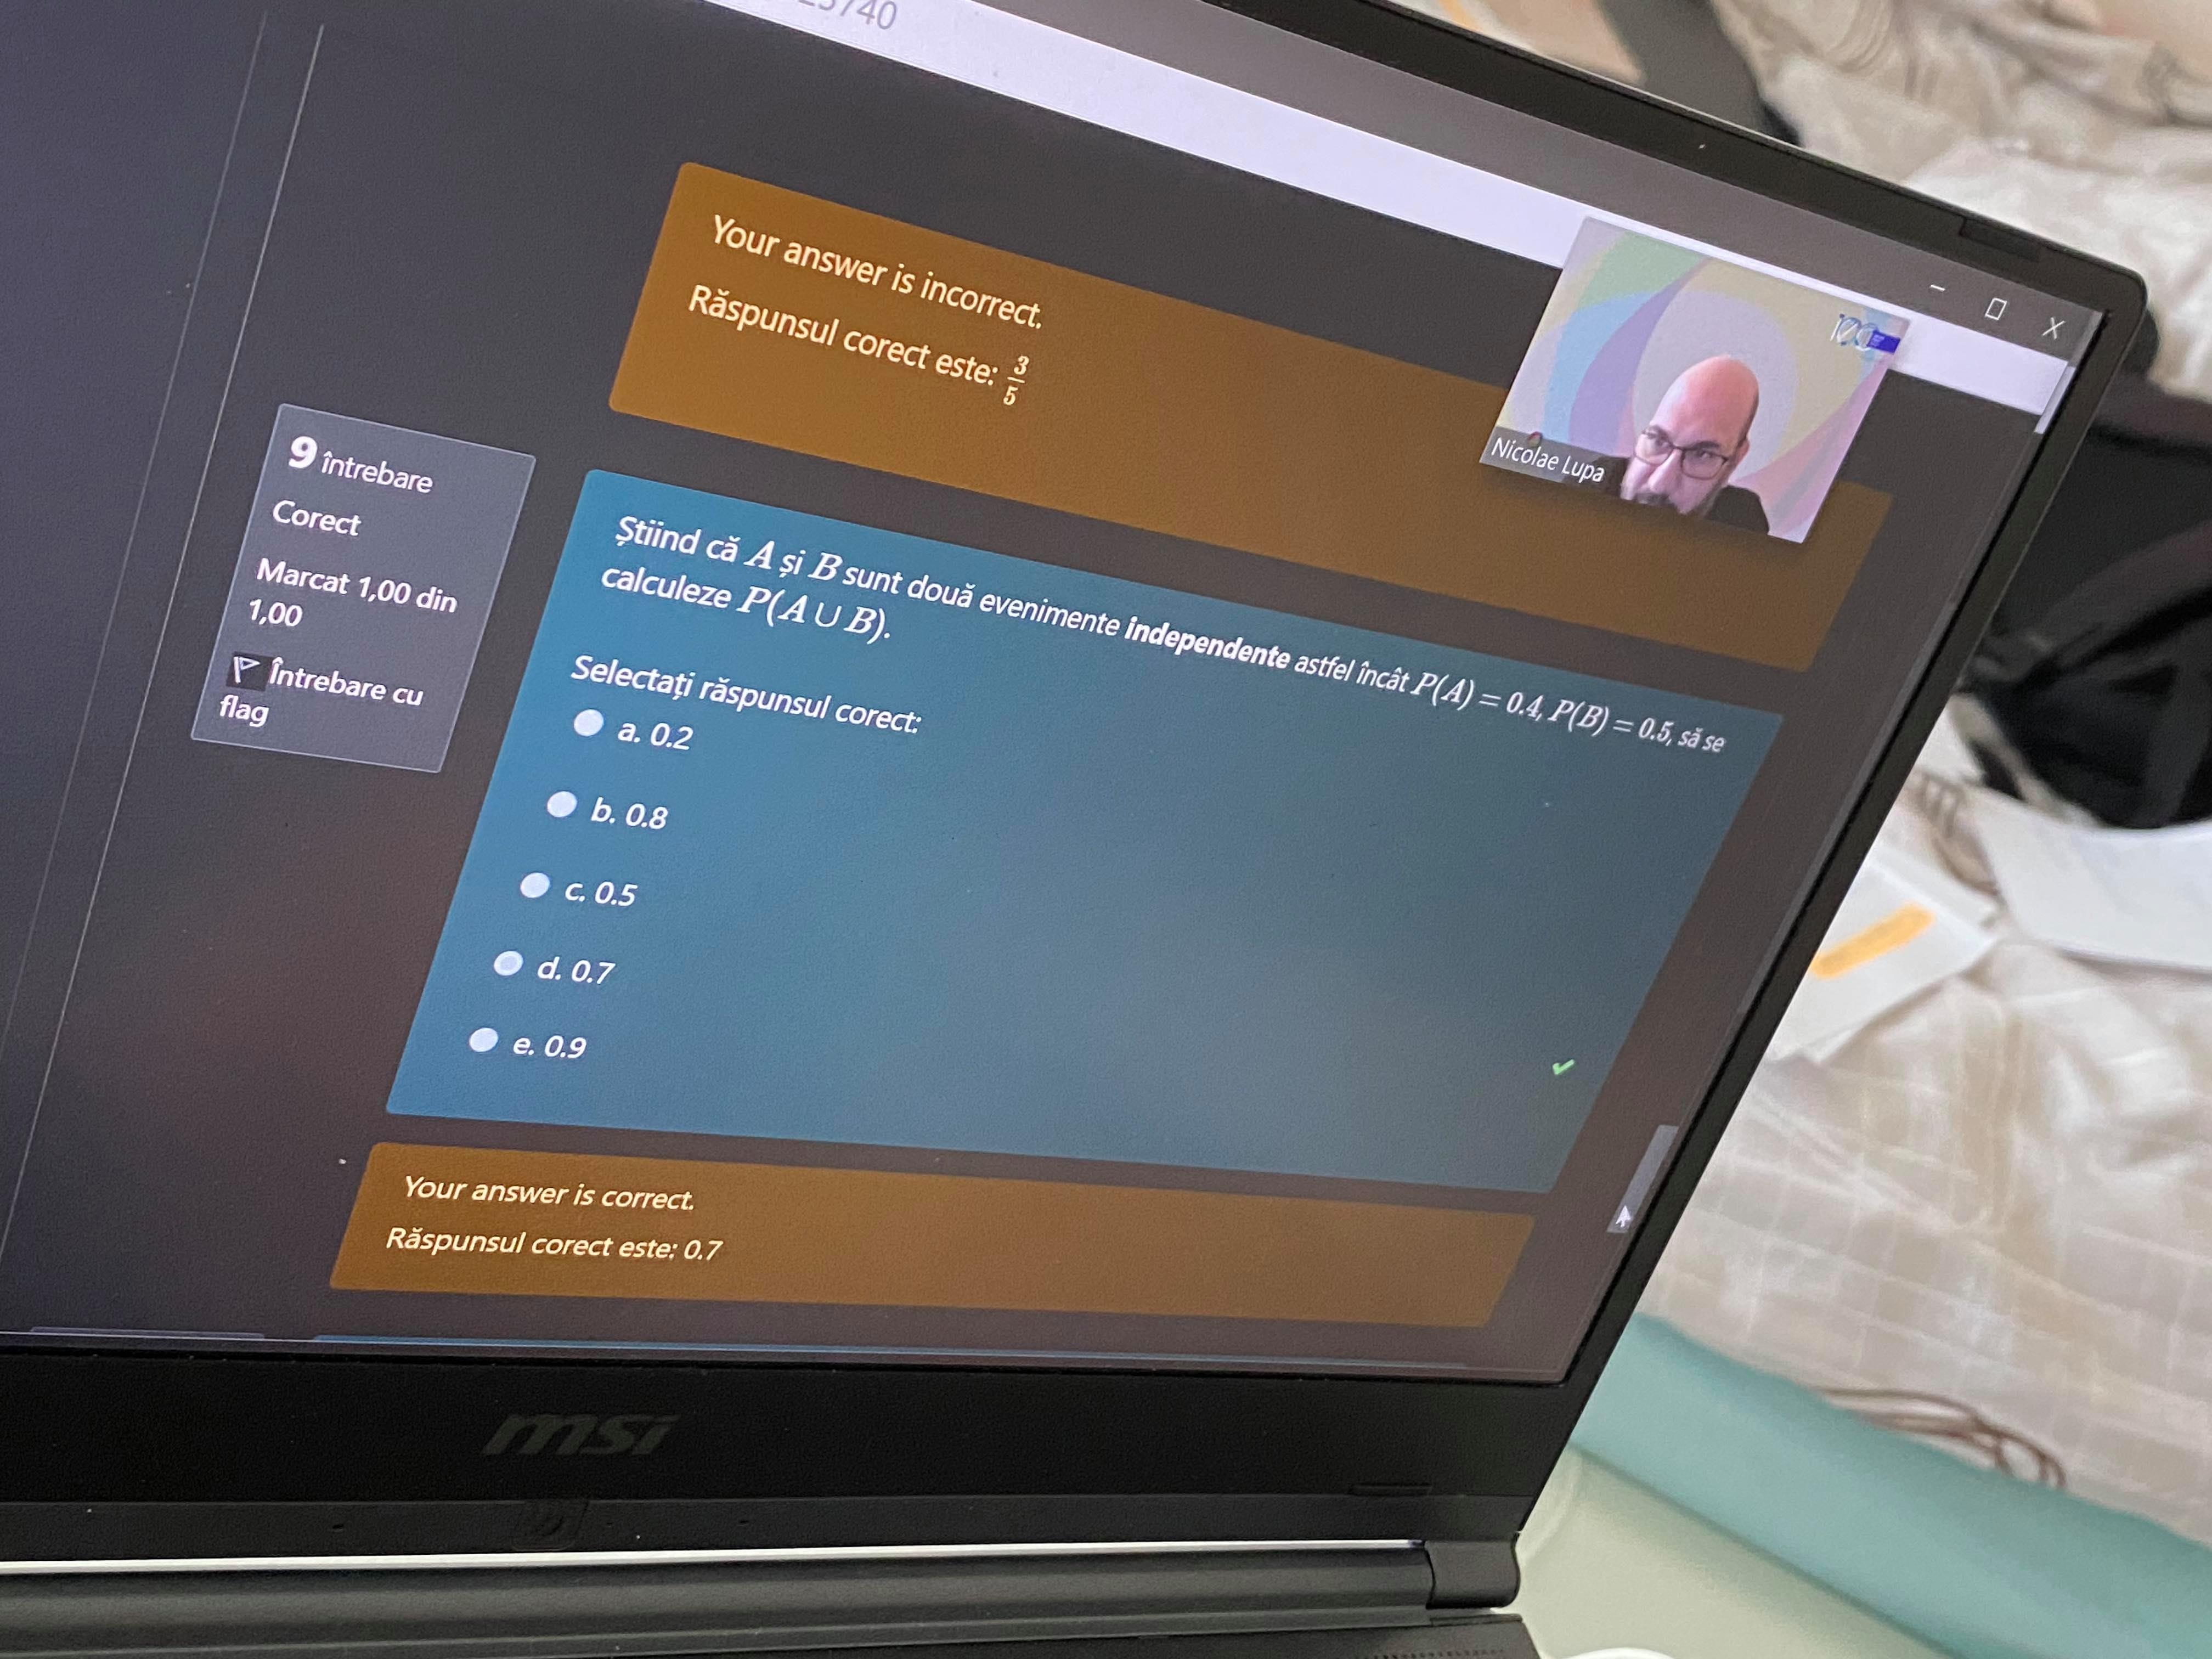 Your answer is incorrect.
Răspunsul corect este: 3/5
Nicolae Lupa
9 întrebare
Corect
Marcat 1,00 din
1,00
Întrebare cu
flag
Știind că A și B sunt două evenimente independente astfel încât P(A) = 0.4, P(B) = 0.5, să se
calculeze P(A ∪ B).
Selectați răspunsul corect:
a. 0.2
b. 0.8
c. 0.5
d. 0.7
e. 0.9
Your answer is correct.
Răspunsul corect este: 0.7
msi